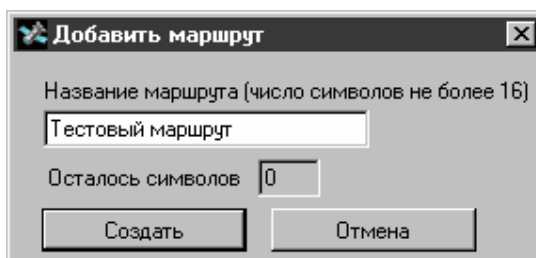 Добавить маршрут
Название маршрута (число символов не более 16)
Тестовый маршрут
Осталось символов 0
Создать Отмена